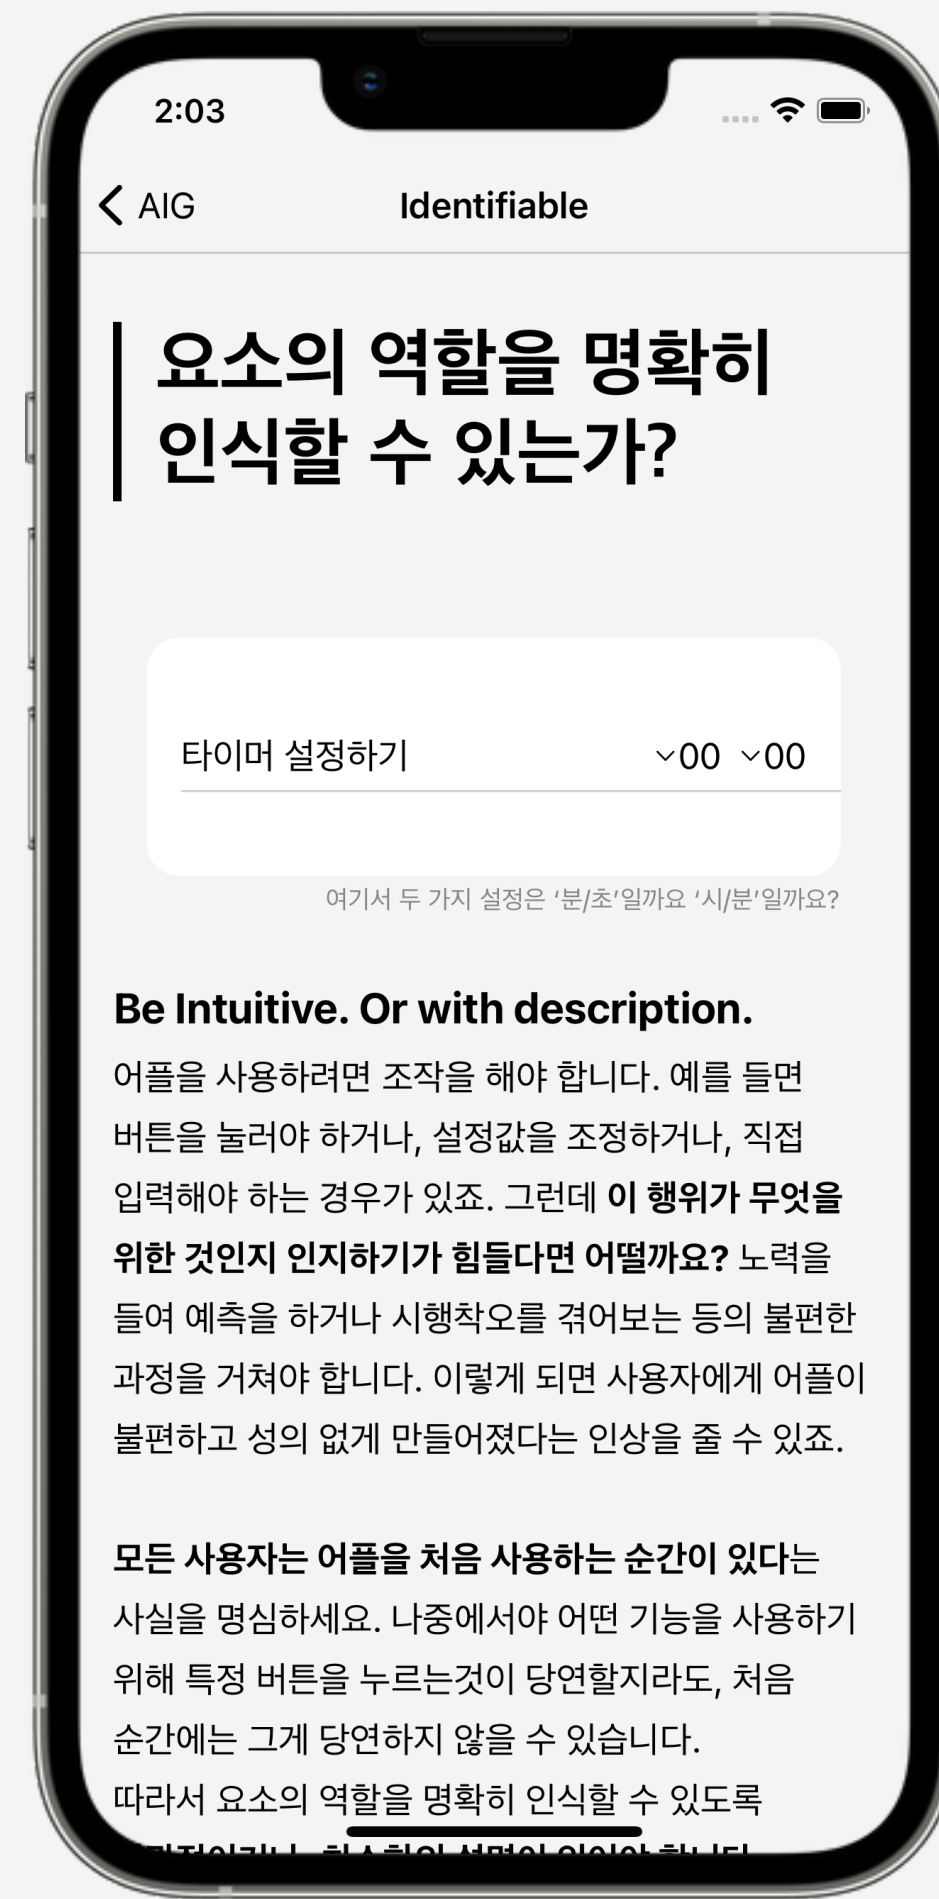 2:03
AIG
Identifiable
요소의 역할을 명확히
인식할 수 있는가?
타이머 설정하기 00 00
여기서 두 가지 설정은 ‘분/초’일까요 ‘시/분’일까요?
Be Intuitive. Or with description.
어플을 사용하려면 조작을 해야 합니다. 예를 들면
버튼을 눌러야 하거나, 설정값을 조정하거나, 직접
입력해야 하는 경우가 있죠. 그런데 이 행위가 무엇을
위한 것인지 인지하기가 힘들다면 어떨까요? 노력을
들여 예측을 하거나 시행착오를 겪어보는 등의 불편한
과정을 거쳐야 합니다. 이렇게 되면 사용자에게 어플이
불편하고 성의 없게 만들어졌다는 인상을 줄 수 있죠.
모든 사용자는 어플을 처음 사용하는 순간이 있다는
사실을 명심하세요. 나중에서야 어떤 기능을 사용하기
위해 특정 버튼을 누르는것이 당연할지라도, 처음
순간에는 그게 당연하지 않을 수 있습니다.
따라서 요소의 역할을 명확히 인식할 수 있도록